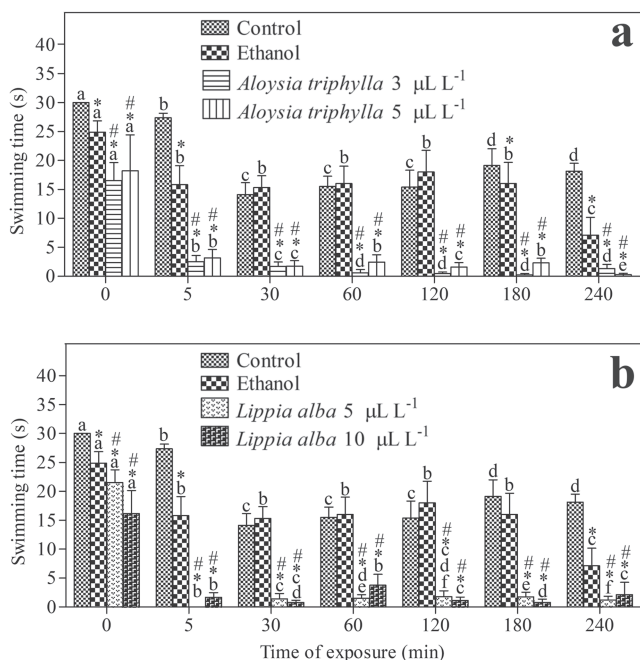 a
Control
Ethanol
Aloysia triphylla 3 μL L-1
Aloysia triphylla 5 μL L-1
Swimming time (s)
40
35
30
25
20
15
10
5
0
a *a #*a #*a
b *b #*b #*b
c b #*c #*c
c b #*d #*c
c b #*d #*c
d *b #*d #*b
d *c #*d #*e
0 5 30 60 120 180 240
b
Control
Ethanol
Lippia alba 5 μL L-1
Lippia alba 10 μL L-1
Swimming time (s)
40
35
30
25
20
15
10
5
0
a *a #*a #*a
b *b #*b #*b
c b #*c #*cd
c b #*de #*b
c b #*cdf #*c
d b #*e #*d
d *c #*f #*c
0 5 30 60 120 180 240
Time of exposure (min)